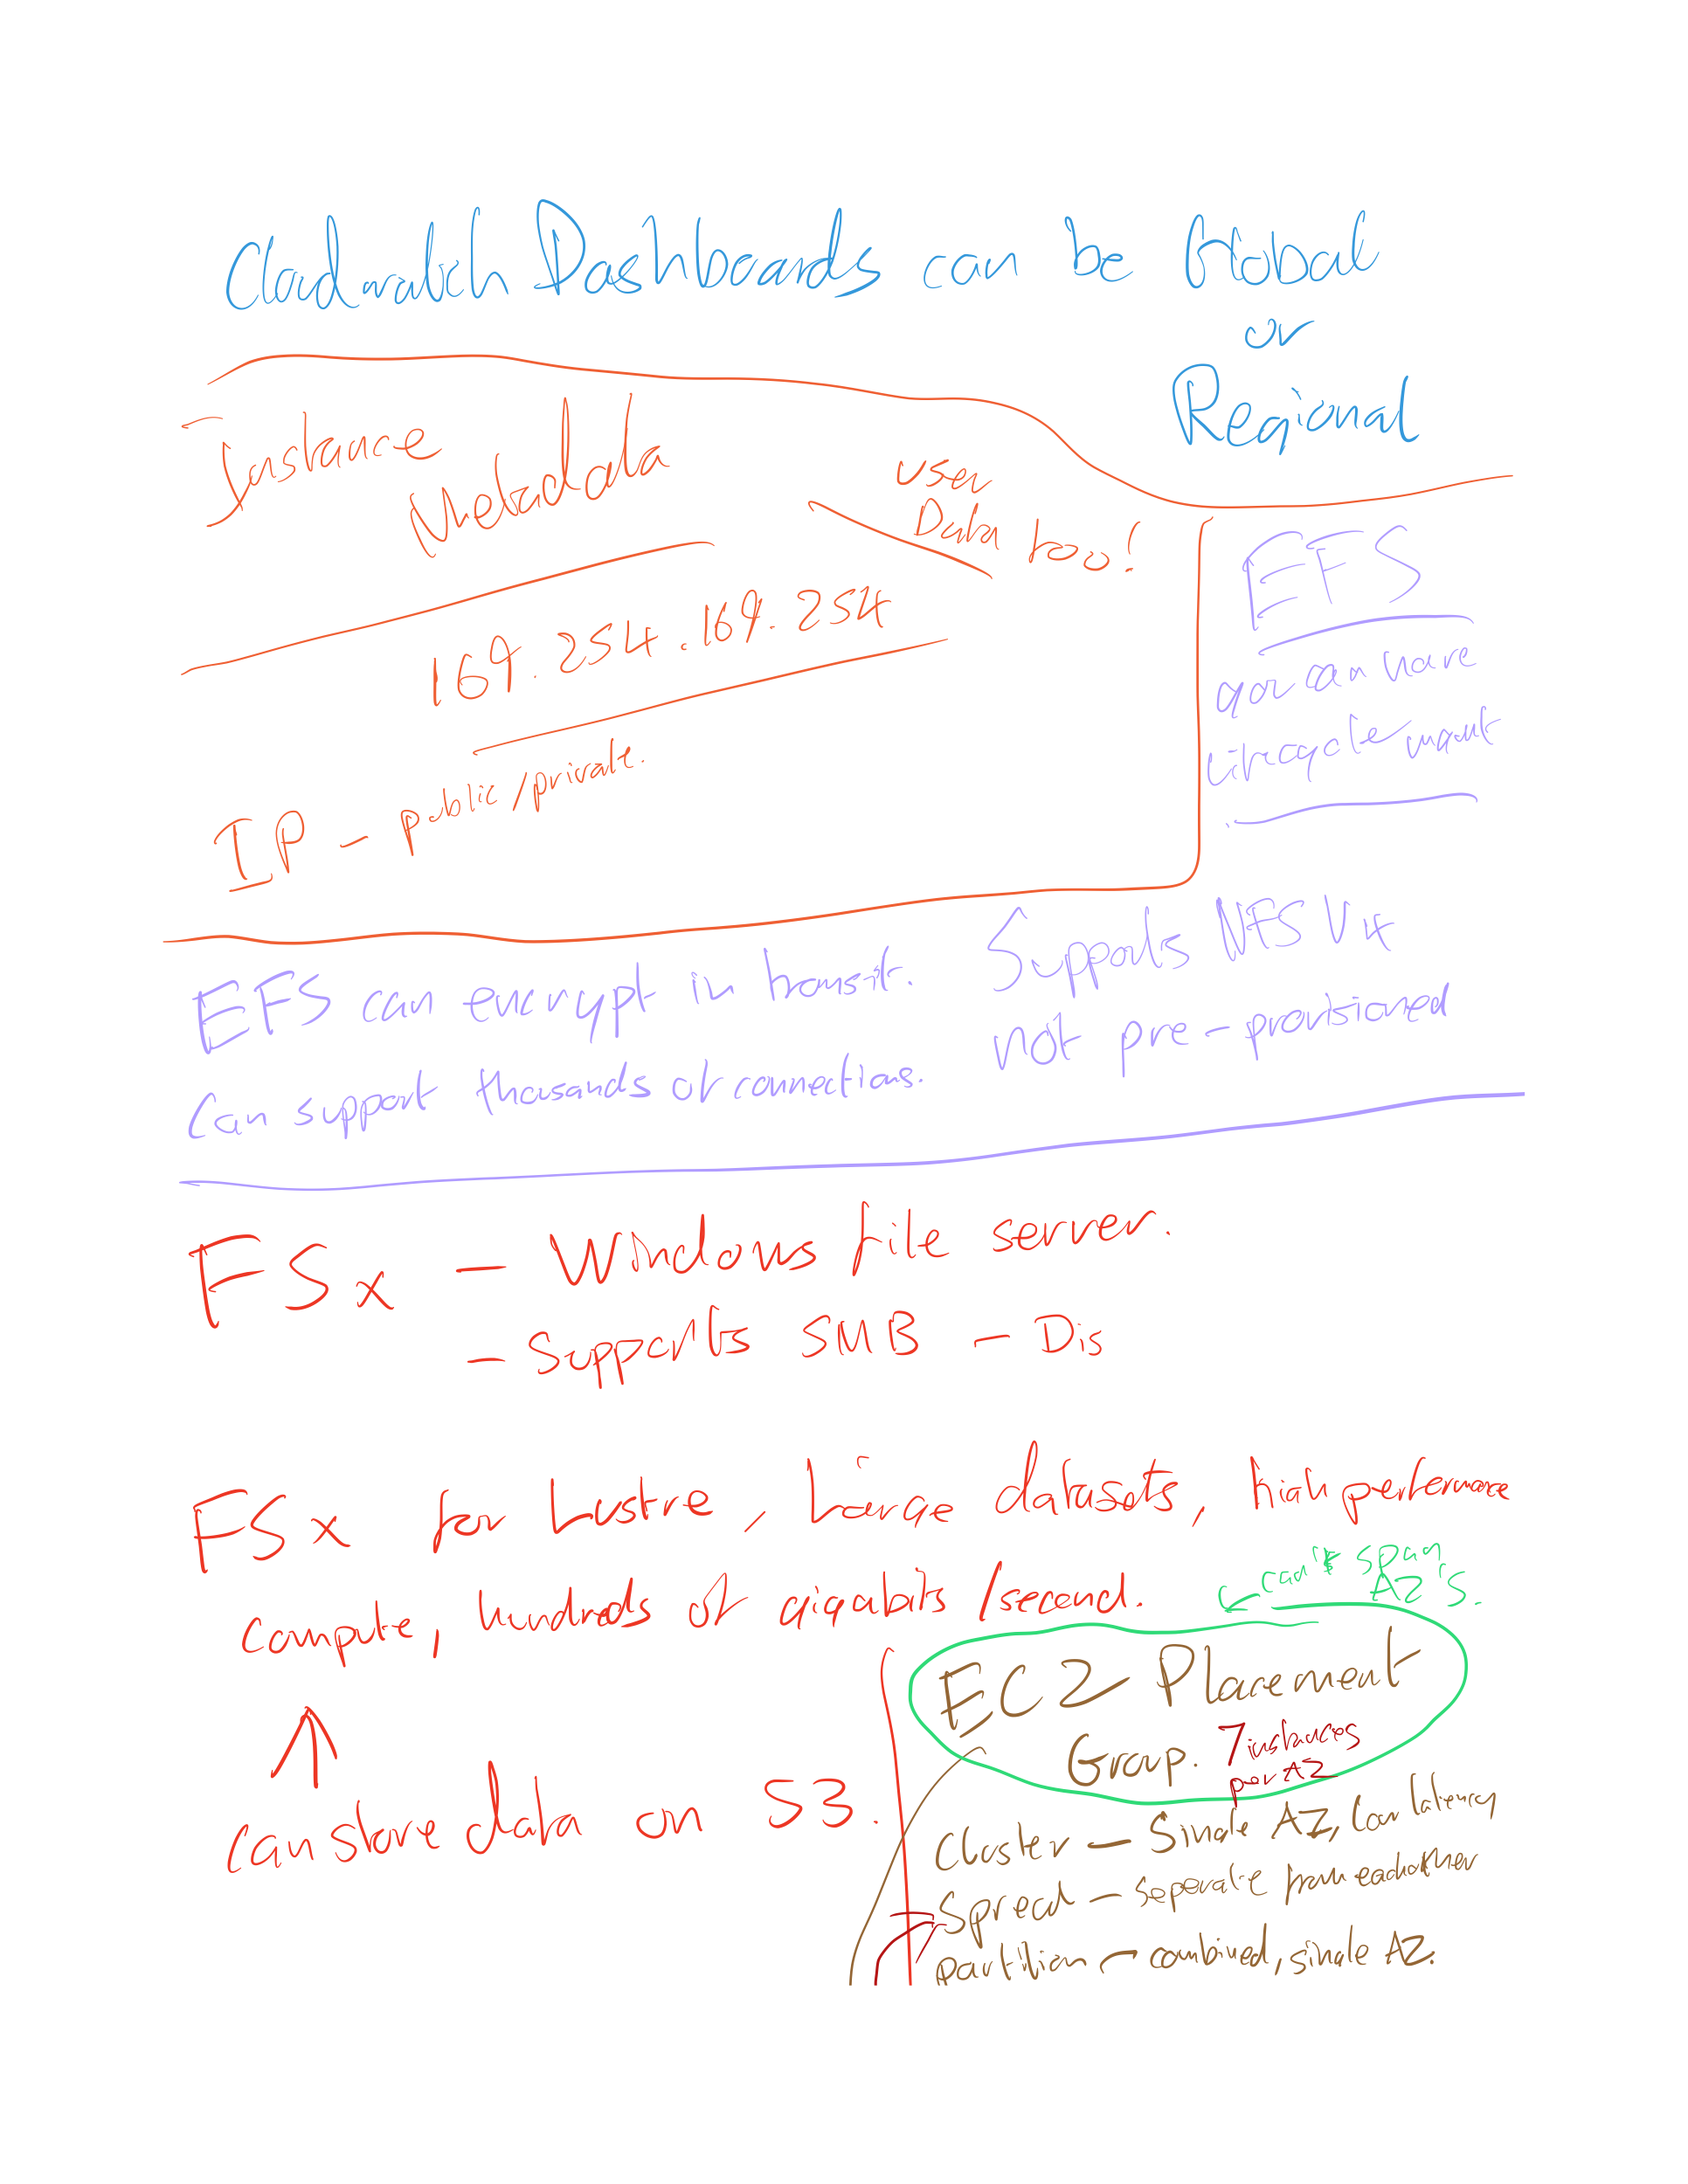 Cloudwatch Dashboards can be Global
or
Regional
Instance
Metadata
user
Data too!
169.254.169.254
IP - public/private.
EFS
you can have
lifecycle mgmt
EFS can encrypt in transit. Supports NFS V4
not pre-provisioned
Can support thousands of connections.
FSx - Windows file server.
- Supports SMB - Dis
FSx for Lustre, Large datasets, high performance
compute, hundreds of gigabits/second.
can store data on S3.
can't span
AZ's.
EC2 Placement
Group. 7 instances
per AZ
Cluster - Single AZ, Low latency
Spread - seperate from eachother
partition - combined, single AZ.